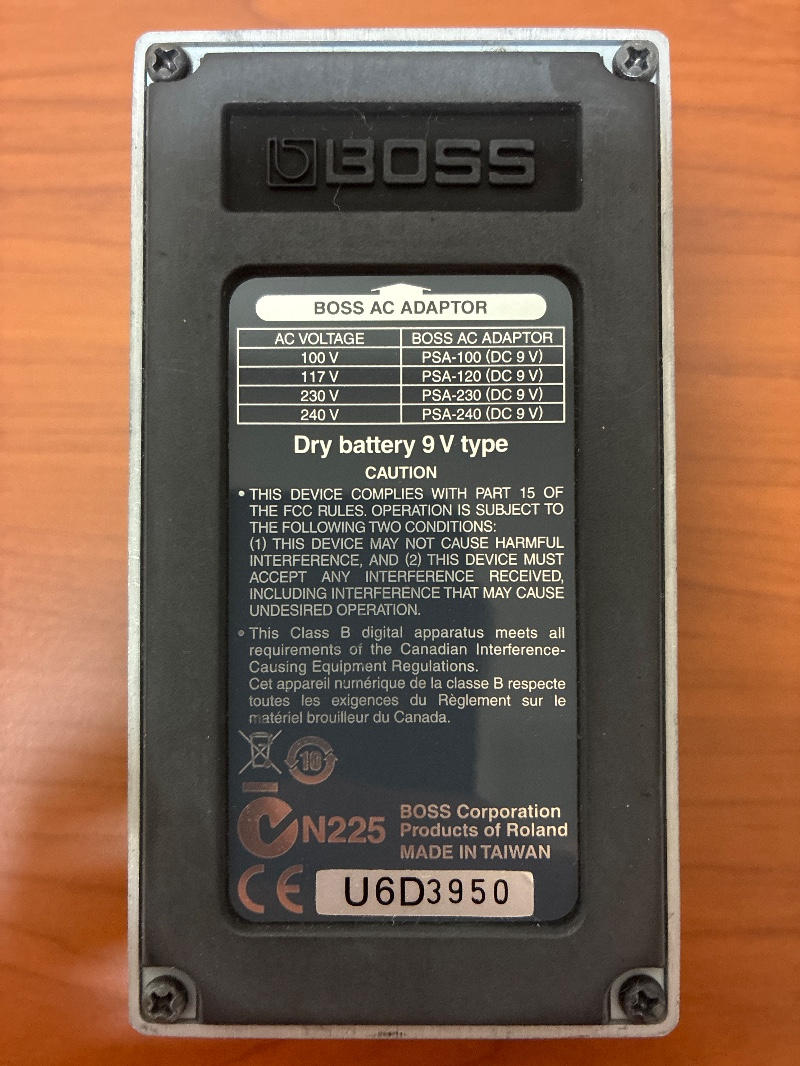 BOSS
BOSS AC ADAPTOR
AC VOLTAGE BOSS AC ADAPTOR
100 V PSA-100 (DC 9 V)
117 V PSA-120 (DC 9 V)
230 V PSA-230 (DC 9 V)
240 V PSA-240 (DC 9 V)
Dry battery 9 V type
CAUTION
• THIS DEVICE COMPLIES WITH PART 15 OF
THE FCC RULES. OPERATION IS SUBJECT TO
THE FOLLOWING TWO CONDITIONS:
(1) THIS DEVICE MAY NOT CAUSE HARMFUL
INTERFERENCE, AND (2) THIS DEVICE MUST
ACCEPT ANY INTERFERENCE RECEIVED,
INCLUDING INTERFERENCE THAT MAY CAUSE
UNDESIRED OPERATION.
• This Class B digital apparatus meets all
requirements of the Canadian Interference-
Causing Equipment Regulations.
Cet appareil numérique de la classe B respecte
toutes les exigences du Règlement sur le
matériel brouilleur du Canada.
10
N225
BOSS Corporation
Products of Roland
MADE IN TAIWAN
CE
U6D3950